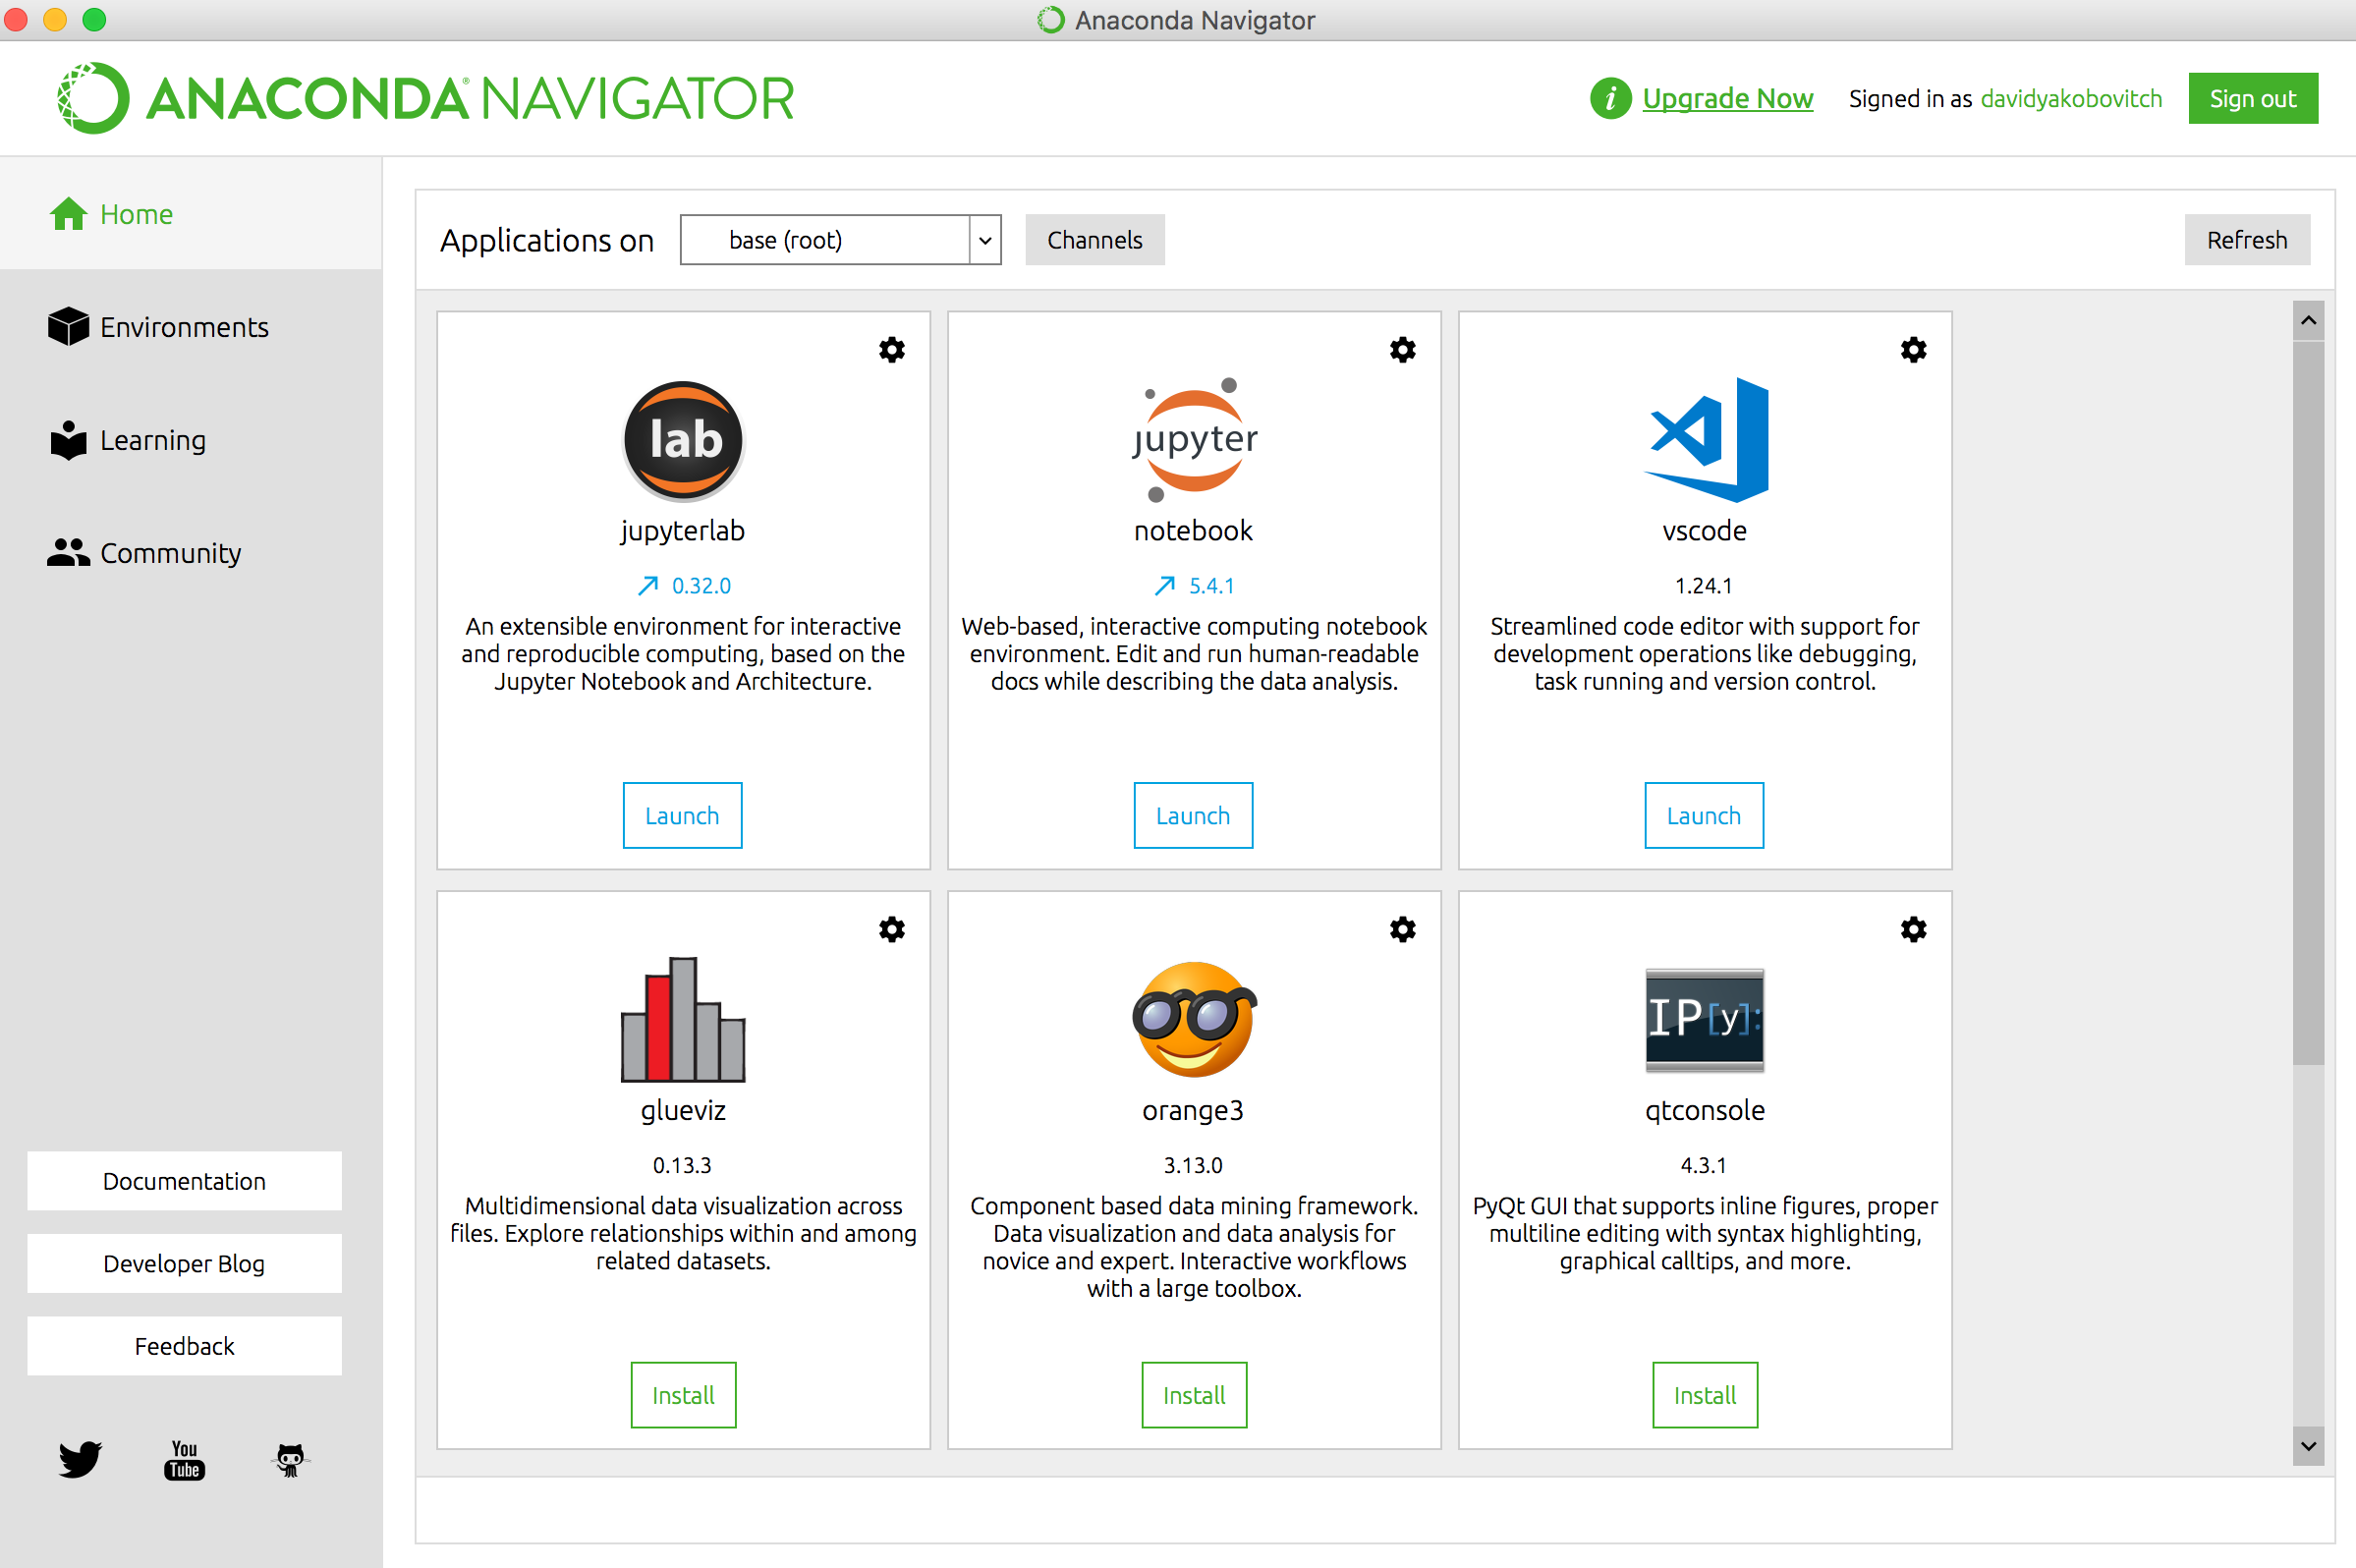 Anaconda Navigator
ANACONDA® NAVIGATOR
i Upgrade Now Signed in as davidyakobovitch Sign out
Home
Environments
Learning
Community
Documentation
Developer Blog
Feedback
You
Tube
Applications on base (root) Channels Refresh
lab
jupyterlab
0.32.0
An extensible environment for interactive
and reproducible computing, based on the
Jupyter Notebook and Architecture.
Launch
jupyter
notebook
5.4.1
Web-based, interactive computing notebook
environment. Edit and run human-readable
docs while describing the data analysis.
Launch
vscode
1.24.1
Streamlined code editor with support for
development operations like debugging,
task running and version control.
Launch
glueviz
0.13.3
Multidimensional data visualization across
files. Explore relationships within and among
related datasets.
Install
orange3
3.13.0
Component based data mining framework.
Data visualization and data analysis for
novice and expert. Interactive workflows
with a large toolbox.
Install
IP[y]:
qtconsole
4.3.1
PyQt GUI that supports inline figures, proper
multiline editing with syntax highlighting,
graphical calltips, and more.
Install